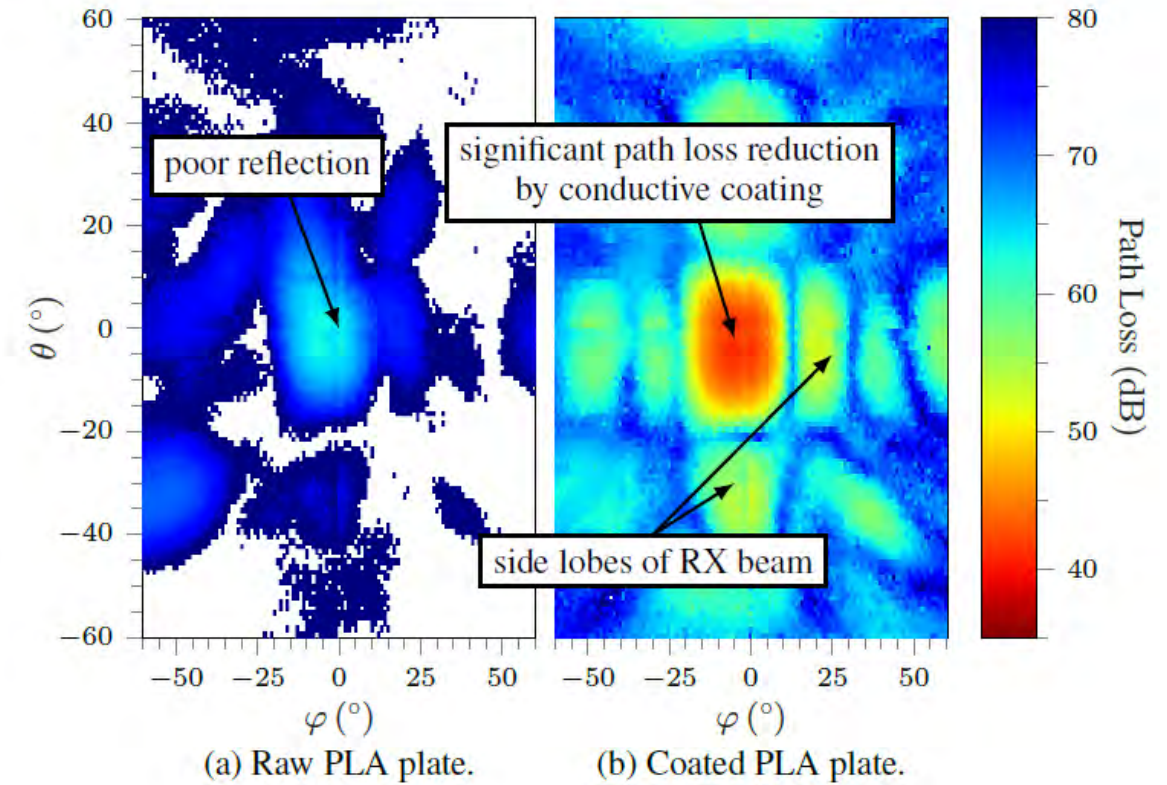 60
40
20
0
−20
−40
−60
θ (°)
poor reflection
significant path loss reduction
by conductive coating
side lobes of RX beam
−50 −25 0 25 50
φ (°)
(a) Raw PLA plate.
−50 −25 0 25 50
φ (°)
(b) Coated PLA plate.
80
70
60
50
40
Path Loss (dB)